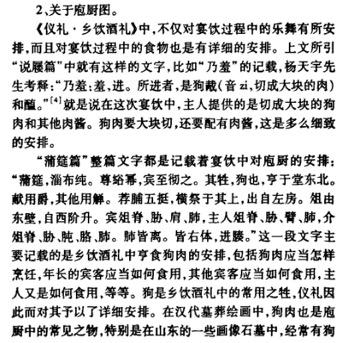 2、关于庖厨图。
《仪礼·乡饮酒礼》中，不仅对宴饮过程中的乐舞有所安
排，而且对宴饮过程中的食物也是有详细的安排。上文所引
“说屦篇”中就有这样的文字，比如“乃羞”的记载，杨天宇先
生考释：“乃羞：羞，进。所进者，是狗胾（音 zì，切成大块的肉）
和醢。”[4]就是说在这次宴饮中，主人提供的是切成大块的狗
肉和其他肉酱。狗肉要大块切，还要配有肉酱，这是多么细致
的安排。
“蒲筵篇”整篇文字都是记载着宴饮中对庖厨的安排：
“蒲筵，淄布纯。尊绤幂，宾至彻之。其牲，狗也，亨于堂东北。
献用爵，其他用觯。荐脯五挺，横祭于其上，出自左房。俎由
东壁，自西阶升。宾俎脊、胁、肩、肺，主人俎脊、胁、臂、肺，介
俎脊、胁、肫、胳、肺。肺皆离。皆右体，进腠。”这一段文字主
要记载的是乡饮酒礼中亨食狗肉的安排，包括狗肉应当怎样
烹饪，年长的宾客应当如何食用，其他宾客应当如何食用，主
人又是如何食用，等等。狗是乡饮酒礼中的常用之牲，仪礼因
此而对其予以了详细安排。在汉代墓葬绘画中，狗肉也是庖
厨中的常见之物，特别是在山东的一些画像石墓中，经常有狗